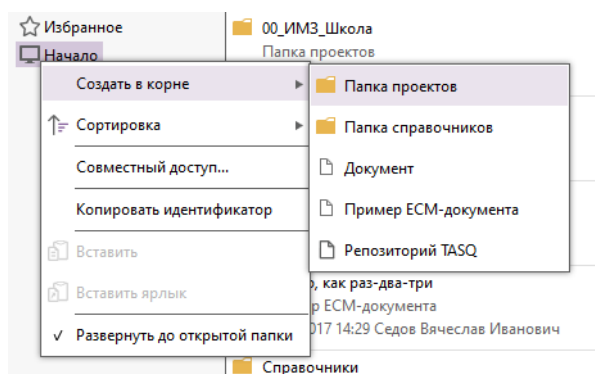 Избранное
Начало
Создать в корне
Сортировка
Совместный доступ...
Копировать идентификатор
Вставить
Вставить ярлык
√ Развернуть до открытой папки
00_ИМЗ_Школа
Папка проектов
Папка проектов
Папка справочников
Документ
Пример ECM-документа
Репозиторий TASQ
, как раз-два-три
р ECM-документа
017 14:29 Седов Вячеслав Иванович
Справочники